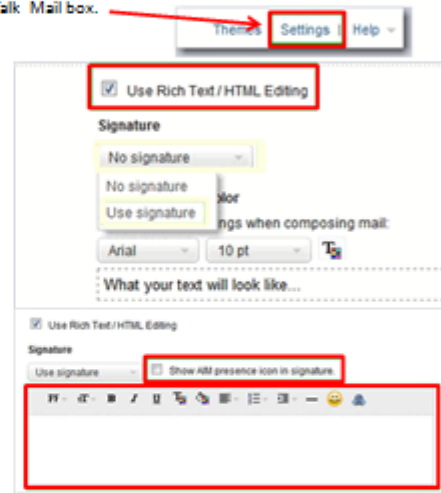 Talk Mail box.
Themes Settings | Help
Use Rich Text / HTML Editing
Signature
No signature
No signature
Use signature
olor
ngs when composing mail:
Arial 10 pt
What your text will look like...
Use Rich Text / HTML Editing
Signature
Use signature Show AIM presence icon in signature.
B I U